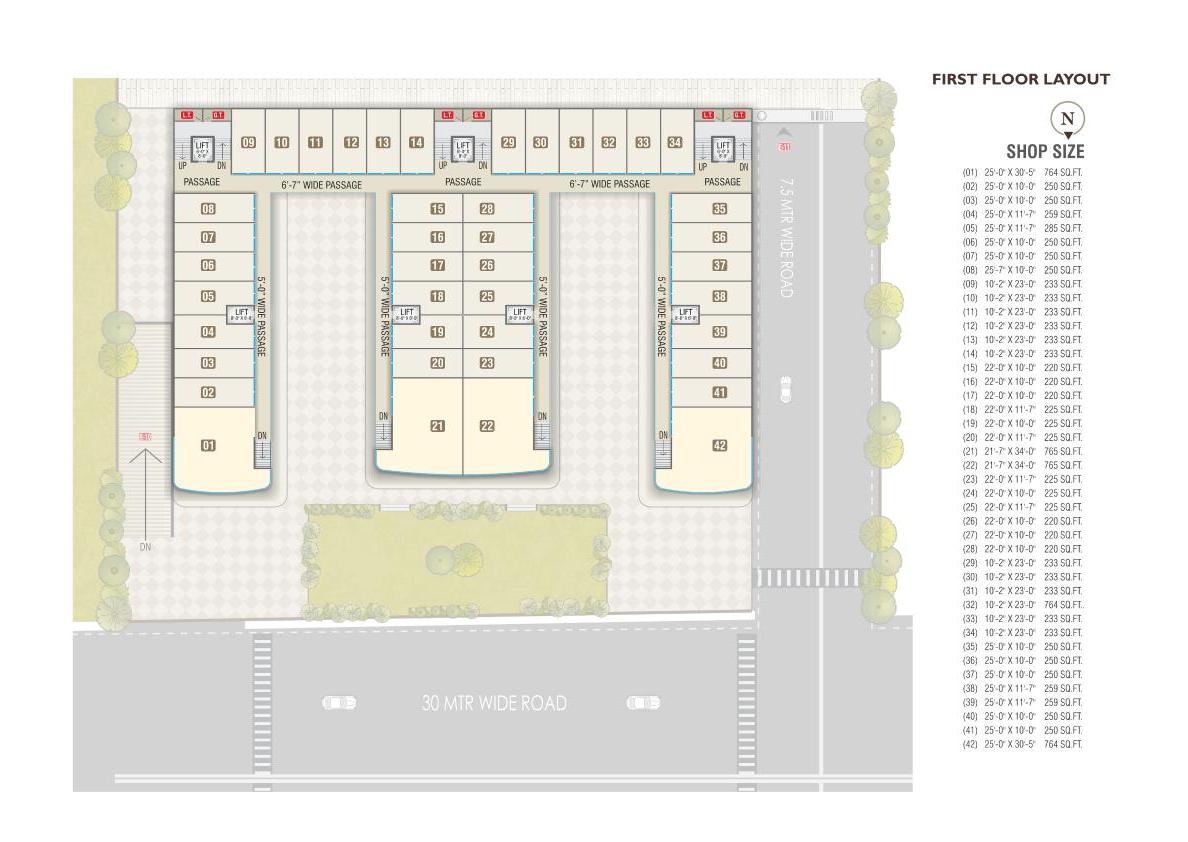 FIRST FLOOR LAYOUT
N
SHOP SIZE
(01) 25'-0" X 30'-5" 764 SQ.FT.
(02) 25'-0" X 10'-0" 250 SQ.FT.
(03) 25'-0" X 10'-0" 250 SQ.FT.
(04) 25'-0" X 11'-7" 259 SQ.FT.
(05) 25'-0" X 11'-7" 285 SQ.FT.
(06) 25'-0" X 10'-0" 250 SQ.FT.
(07) 25'-0" X 10'-0" 250 SQ.FT.
(08) 25'-7" X 10'-0" 250 SQ.FT.
(09) 10'-2" X 23'-0" 233 SQ.FT.
(10) 10'-2" X 23'-0" 233 SQ.FT.
(11) 10'-2" X 23'-0" 233 SQ.FT.
(12) 10'-2" X 23'-0" 233 SQ.FT.
(13) 10'-2" X 23'-0" 233 SQ.FT.
(14) 10'-2" X 23'-0" 233 SQ.FT.
(15) 22'-0" X 10'-0" 220 SQ.FT.
(16) 22'-0" X 10'-0" 220 SQ.FT.
(17) 22'-0" X 10'-0" 220 SQ.FT.
(18) 22'-0" X 11'-7" 225 SQ.FT.
(19) 22'-0" X 10'-0" 225 SQ.FT.
(20) 22'-0" X 11'-7" 225 SQ.FT.
(21) 21'-7" X 34'-0" 765 SQ.FT.
(22) 21'-7" X 34'-0" 765 SQ.FT.
(23) 22'-0" X 11'-7" 225 SQ.FT.
(24) 22'-0" X 10'-0" 225 SQ.FT.
(25) 22'-0" X 11'-7" 225 SQ.FT.
(26) 22'-0" X 10'-0" 220 SQ.FT.
(27) 22'-0" X 10'-0" 220 SQ.FT.
(28) 22'-0" X 10'-0" 220 SQ.FT.
(29) 10'-2" X 23'-0" 233 SQ.FT.
(30) 10'-2" X 23'-0" 233 SQ.FT.
(31) 10'-2" X 23'-0" 233 SQ.FT.
(32) 10'-2" X 23'-0" 764 SQ.FT.
(33) 10'-2" X 23'-0" 233 SQ.FT.
(34) 10'-2" X 23'-0" 233 SQ.FT.
(35) 25'-0" X 10'-0" 250 SQ.FT.
(36) 25'-0" X 10'-0" 250 SQ.FT.
(37) 25'-0" X 10'-0" 250 SQ.FT.
(38) 25'-0" X 11'-7" 259 SQ.FT.
(39) 25'-0" X 11'-7" 259 SQ.FT.
(40) 25'-0" X 10'-0" 250 SQ.FT.
(41) 25'-0" X 10'-0" 250 SQ.FT.
(42) 25'-0" X 30'-5" 764 SQ.FT.
L.T. G.T. L.T. G.T. L.T. G.T.
LIFT 09 10 11 12 13 14 LIFT 29 30 31 32 33 34 LIFT
UP DN UP DN UP DN
PASSAGE 6'-7" WIDE PASSAGE PASSAGE 6'-7" WIDE PASSAGE PASSAGE
08 15 28 35
07 16 27 36
06 17 26 37
05 18 25 38
LIFT LIFT LIFT LIFT
04 19 24 39
03 20 23 40
02 41
21 22
01 42
5'-0" WIDE PASSAGE
5'-0" WIDE PASSAGE
5'-0" WIDE PASSAGE
5'-0" WIDE PASSAGE
DN DN
DN DN
DN
7.5 MTR WIDE ROAD
30 MTR WIDE ROAD